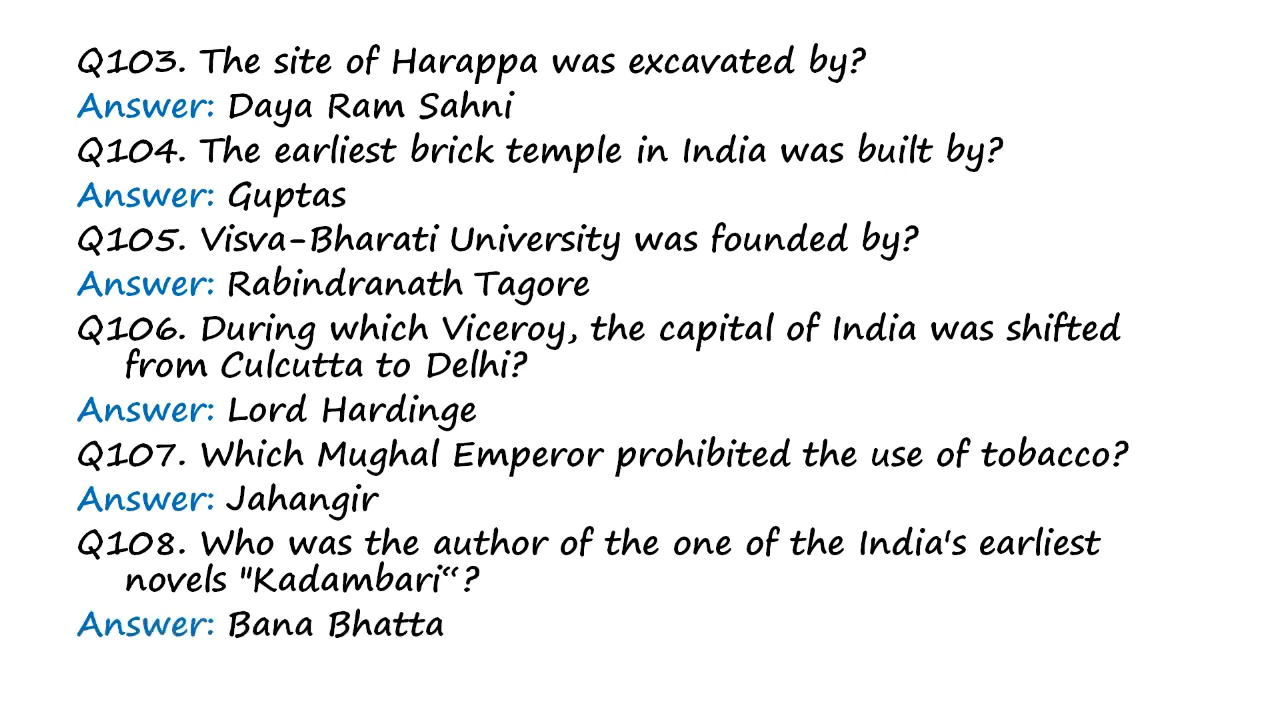 Q103. The site of Harappa was excavated by?
Answer: Daya Ram Sahni
Q104. The earliest brick temple in India was built by?
Answer: Guptas
Q105. Visva-Bharati University was founded by?
Answer: Rabindranath Tagore
Q106. During which Viceroy, the capital of India was shifted
from Culcutta to Delhi?
Answer: Lord Hardinge
Q107. Which Mughal Emperor prohibited the use of tobacco?
Answer: Jahangir
Q108. Who was the author of the one of the India's earliest
novels "Kadambari“?
Answer: Bana Bhatta